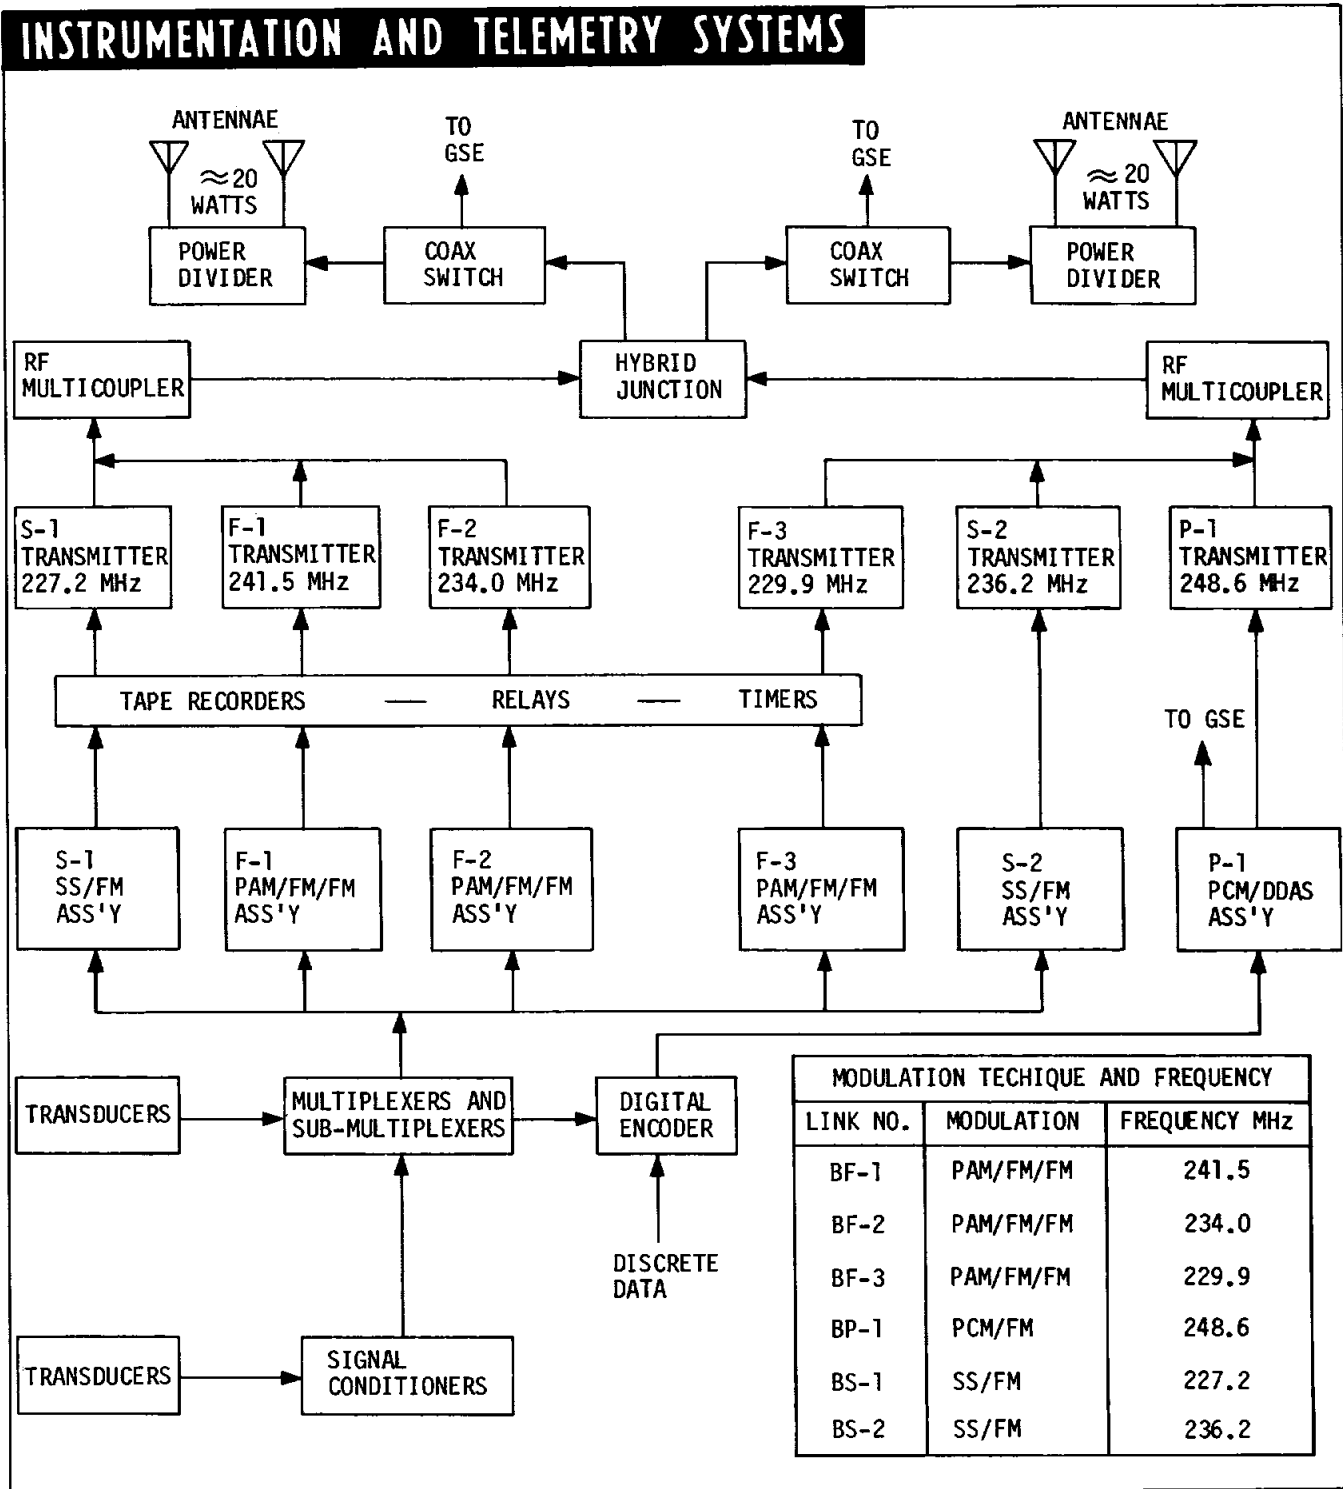 INSTRUMENTATION AND TELEMETRY SYSTEMS
ANTENNAE
≈20
WATTS
TO
GSE
TO
GSE
ANTENNAE
≈20
WATTS
POWER
DIVIDER
COAX
SWITCH
COAX
SWITCH
POWER
DIVIDER
RF
MULTICOUPLER
HYBRID
JUNCTION
RF
MULTICOUPLER
S-1
TRANSMITTER
227.2 MHz
F-1
TRANSMITTER
241.5 MHz
F-2
TRANSMITTER
234.0 MHz
F-3
TRANSMITTER
229.9 MHz
S-2
TRANSMITTER
236.2 MHz
P-1
TRANSMITTER
248.6 MHz
TAPE RECORDERS — RELAYS — TIMERS
TO GSE
S-1
SS/FM
ASS'Y
F-1
PAM/FM/FM
ASS'Y
F-2
PAM/FM/FM
ASS'Y
F-3
PAM/FM/FM
ASS'Y
S-2
SS/FM
ASS'Y
P-1
PCM/DDAS
ASS'Y
TRANSDUCERS
MULTIPLEXERS AND
SUB-MULTIPLEXERS
DIGITAL
ENCODER
DISCRETE
DATA
TRANSDUCERS
SIGNAL
CONDITIONERS
MODULATION TECHIQUE AND FREQUENCY
LINK NO. MODULATION FREQUENCY MHz
BF-1 PAM/FM/FM 241.5
BF-2 PAM/FM/FM 234.0
BF-3 PAM/FM/FM 229.9
BP-1 PCM/FM 248.6
BS-1 SS/FM 227.2
BS-2 SS/FM 236.2